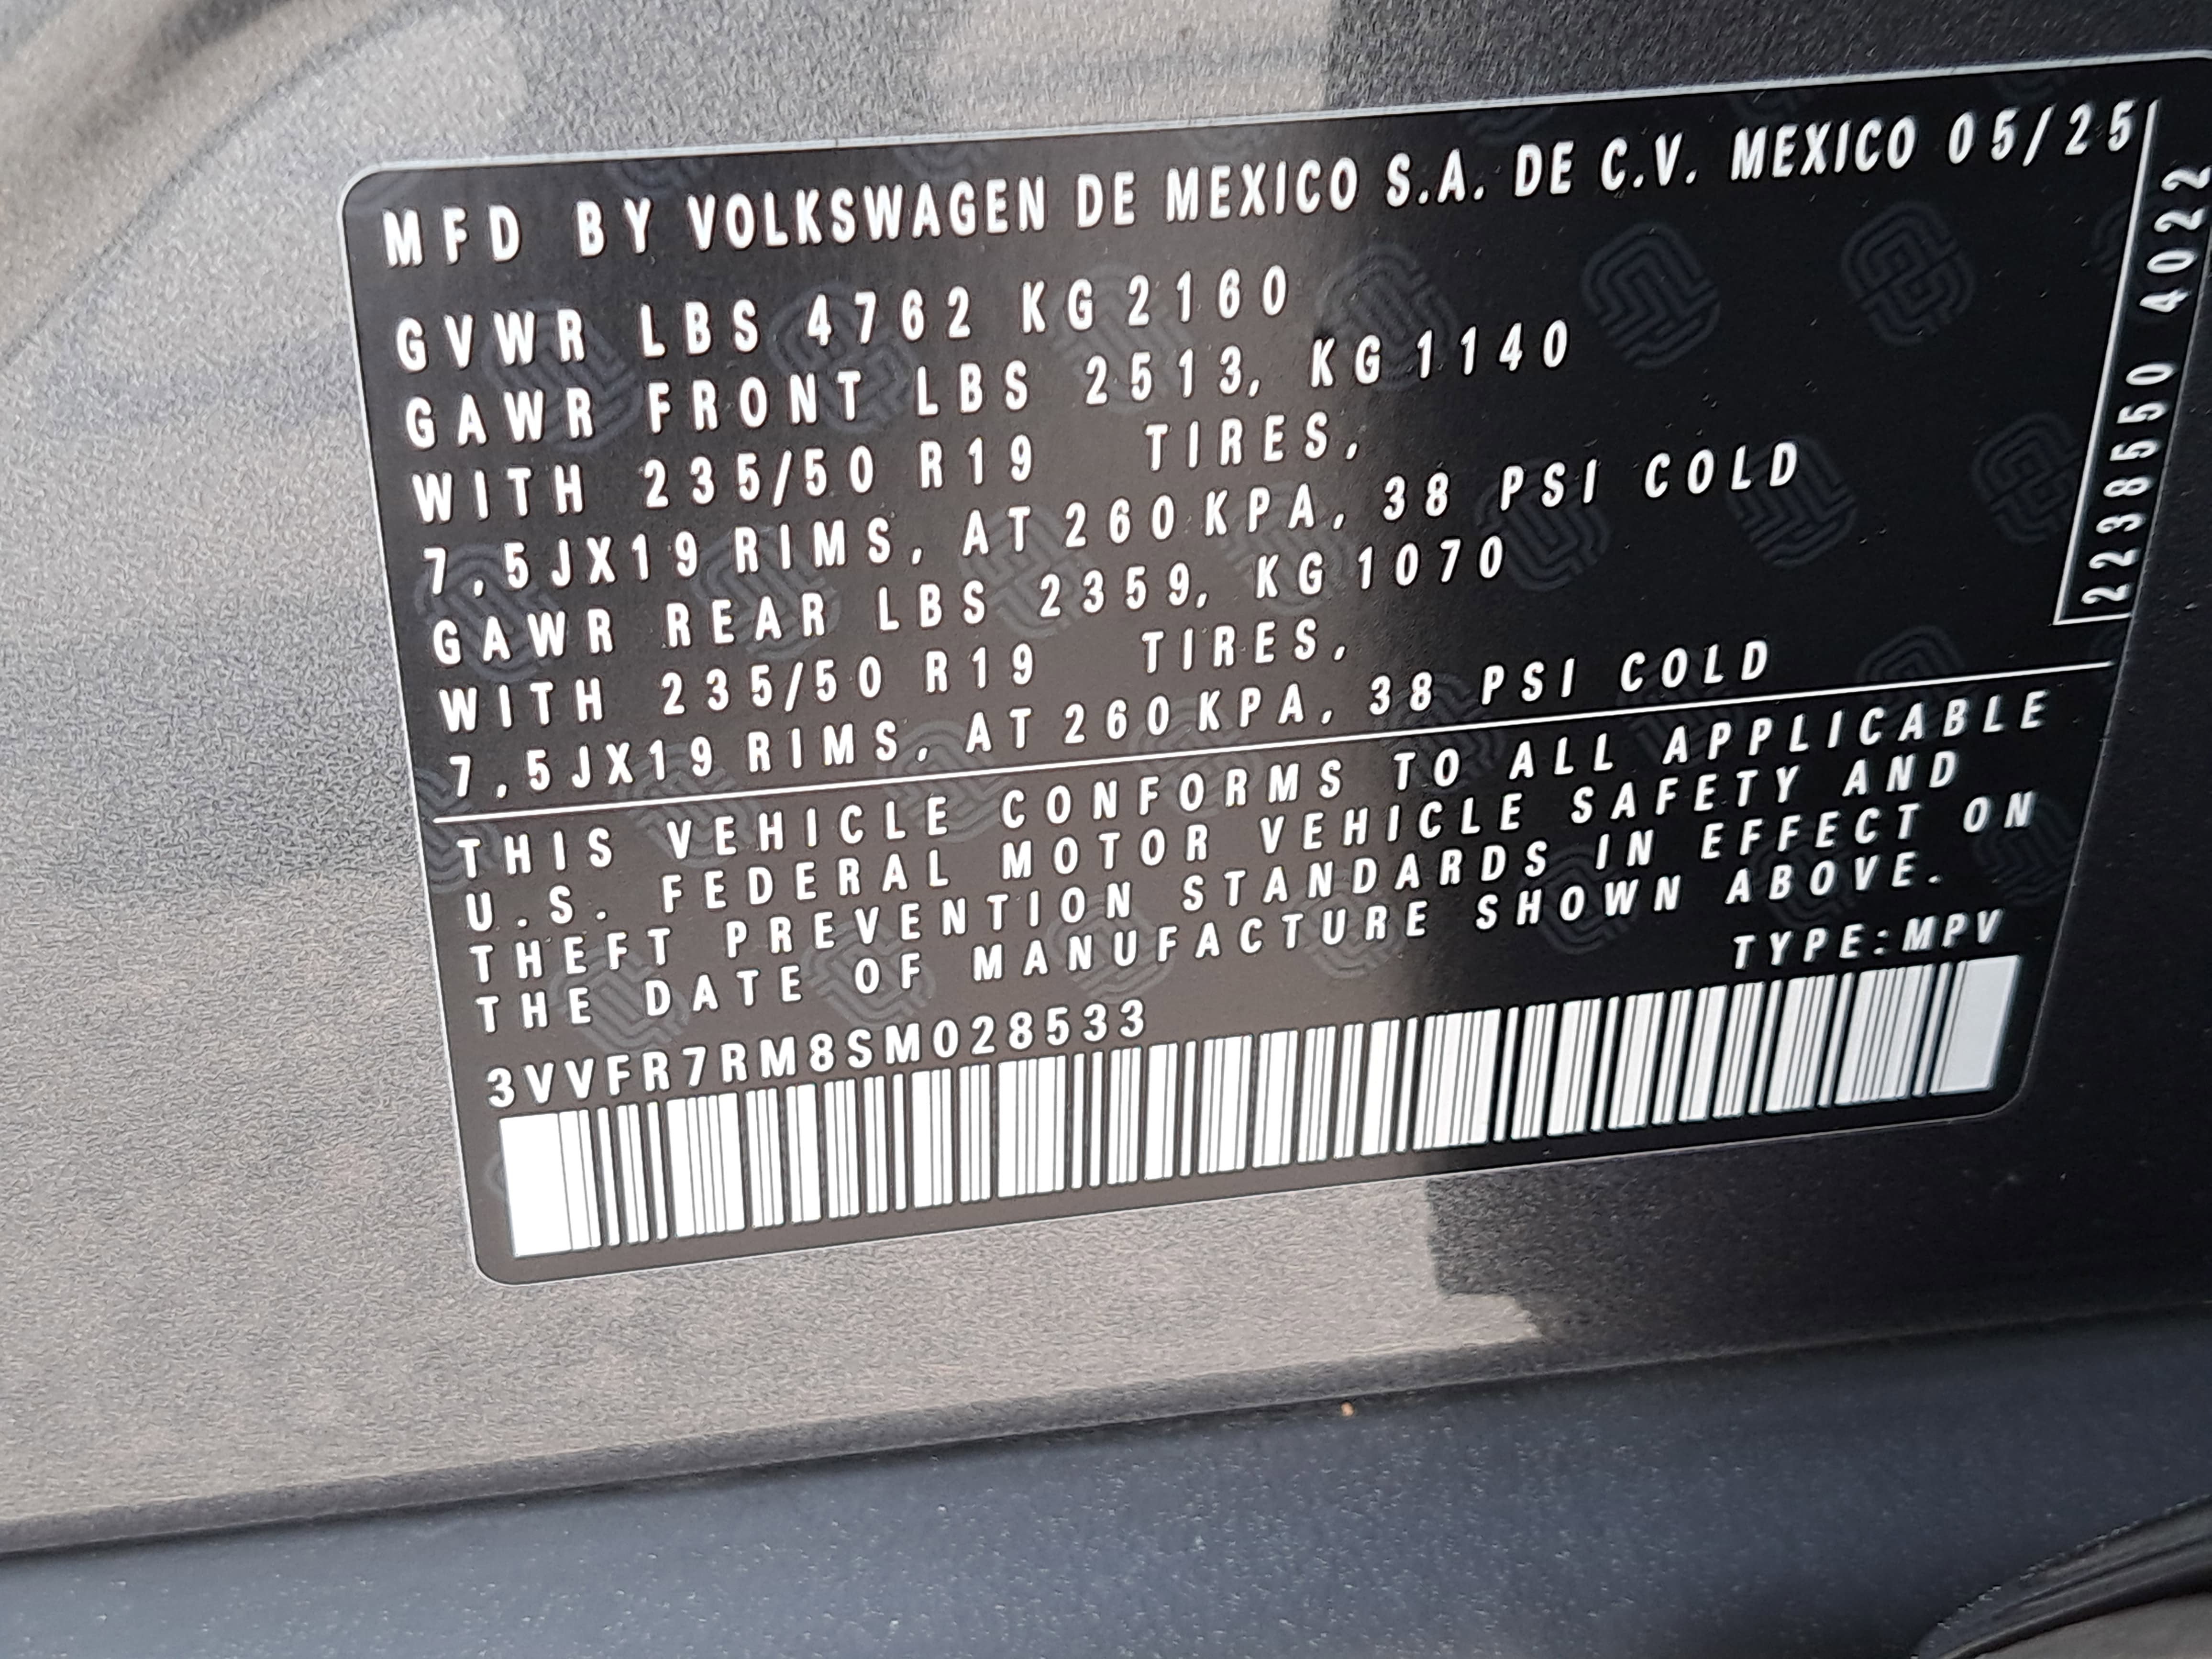 MFD BY VOLKSWAGEN DE MEXICO S.A. DE C.V. MEXICO 05/25
GVWR LBS 4762 KG 2160
GAWR FRONT LBS 2513, KG 1140
WITH 235/50 R19 TIRES,
7,5JX19 RIMS, AT 260 KPA, 38 PSI COLD
GAWR REAR LBS 2359, KG 1070
WITH 235/50 R19 TIRES,
7,5JX19 RIMS, AT 260 KPA, 38 PSI COLD
2238550 4022
THIS VEHICLE CONFORMS TO ALL APPLICABLE
U.S. FEDERAL MOTOR VEHICLE SAFETY AND
THEFT PREVENTION STANDARDS IN EFFECT ON
THE DATE OF MANUFACTURE SHOWN ABOVE.
TYPE:MPV
3VVFR7RM8SM028533